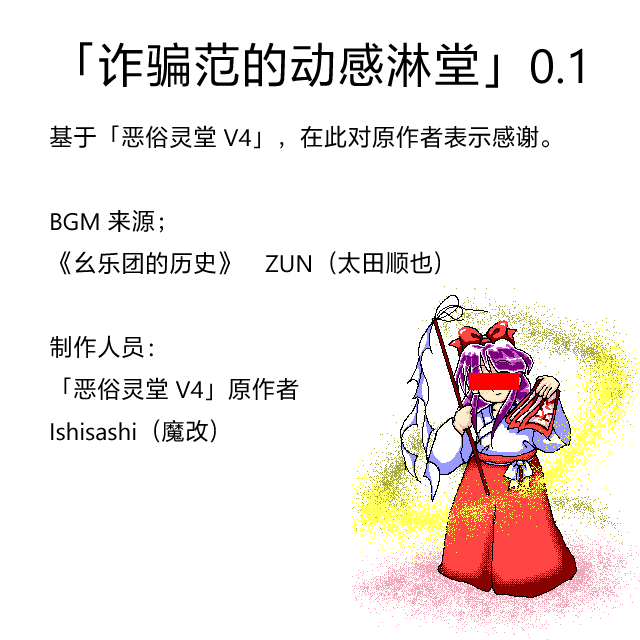 「诈骗范的动感淋堂」0.1
基于「恶俗灵堂 V4」，在此对原作者表示感谢。
BGM 来源；
《幺乐团的历史》 ZUN（太田顺也）
制作人员：
「恶俗灵堂 V4」原作者
Ishisashi（魔改）